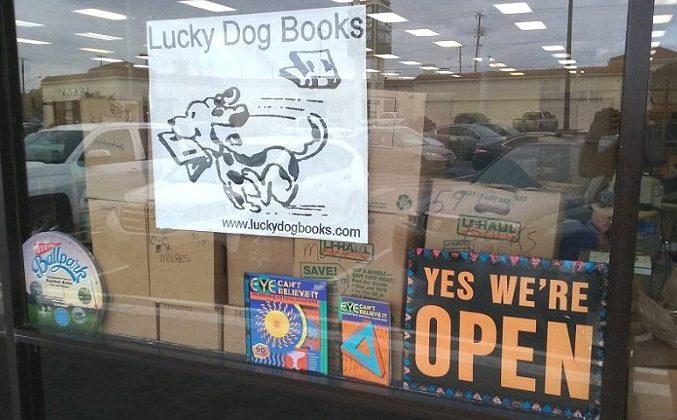 Lucky Dog Books
www.luckydogbooks.com
Ballpark
MOVIES
U-HAUL
SAVE!
U-HAUL
EYE CAN'T
BELIEVE IT
EYE CAN'T
BELIEVE IT
YES WE'RE
OPEN